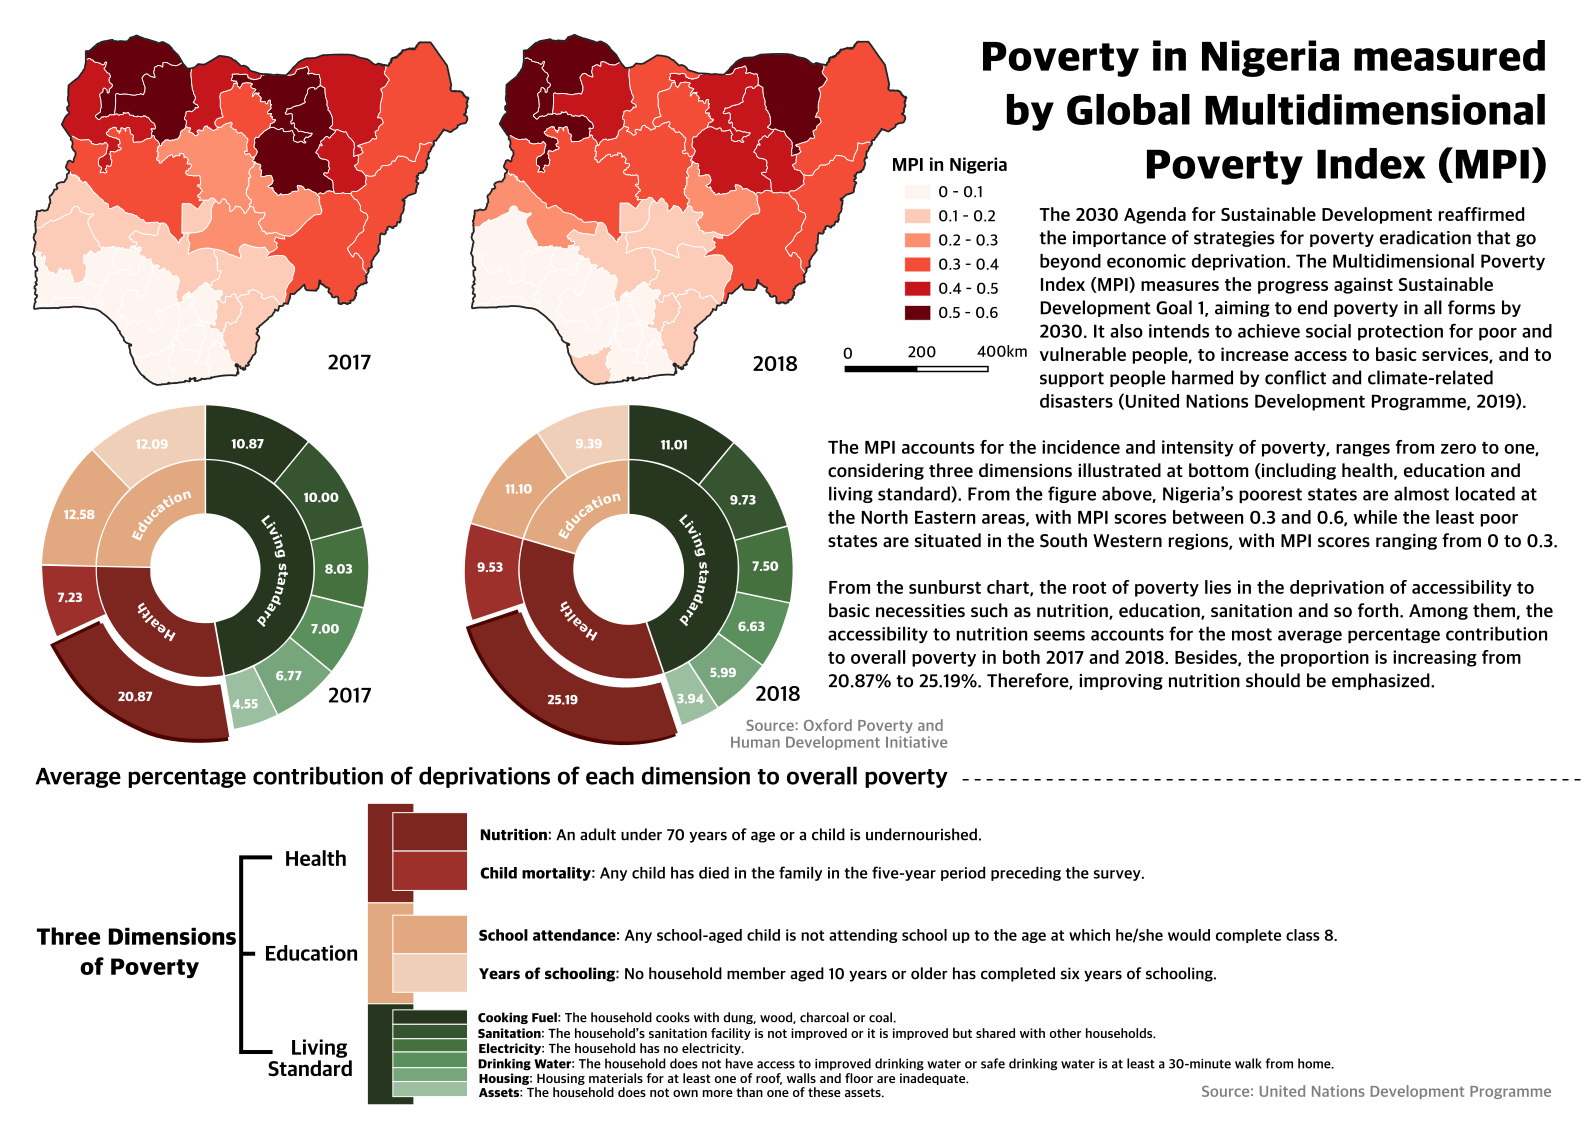 Poverty in Nigeria measured
by Global Multidimensional
Poverty Index (MPI)
2017
2018
MPI in Nigeria
0 - 0.1
0.1 - 0.2
0.2 - 0.3
0.3 - 0.4
0.4 - 0.5
0.5 - 0.6
0 200 400km
The 2030 Agenda for Sustainable Development reaffirmed
the importance of strategies for poverty eradication that go
beyond economic deprivation. The Multidimensional Poverty
Index (MPI) measures the progress against Sustainable
Development Goal 1, aiming to end poverty in all forms by
2030. It also intends to achieve social protection for poor and
vulnerable people, to increase access to basic services, and to
support people harmed by conflict and climate-related
disasters (United Nations Development Programme, 2019).
The MPI accounts for the incidence and intensity of poverty, ranges from zero to one,
considering three dimensions illustrated at bottom (including health, education and
living standard). From the figure above, Nigeria's poorest states are almost located at
the North Eastern areas, with MPI scores between 0.3 and 0.6, while the least poor
states are situated in the South Western regions, with MPI scores ranging from 0 to 0.3.
From the sunburst chart, the root of poverty lies in the deprivation of accessibility to
basic necessities such as nutrition, education, sanitation and so forth. Among them, the
accessibility to nutrition seems accounts for the most average percentage contribution
to overall poverty in both 2017 and 2018. Besides, the proportion is increasing from
20.87% to 25.19%. Therefore, improving nutrition should be emphasized.
12.09
10.87
10.00
12.58
Education
Living standard
8.03
7.23
Health
7.00
6.77
20.87
4.55
2017
9.39
11.01
11.10
9.73
Education
Living standard
9.53
7.50
Health
6.63
5.99
25.19
3.94
2018
Source: Oxford Poverty and
Human Development Initiative
Average percentage contribution of deprivations of each dimension to overall poverty
Three Dimensions
of Poverty
Health
Nutrition: An adult under 70 years of age or a child is undernourished.
Child mortality: Any child has died in the family in the five-year period preceding the survey.
Education
School attendance: Any school-aged child is not attending school up to the age at which he/she would complete class 8.
Years of schooling: No household member aged 10 years or older has completed six years of schooling.
Living
Standard
Cooking Fuel: The household cooks with dung, wood, charcoal or coal.
Sanitation: The household's sanitation facility is not improved or it is improved but shared with other households.
Electricity: The household has no electricity.
Drinking Water: The household does not have access to improved drinking water or safe drinking water is at least a 30-minute walk from home.
Housing: Housing materials for at least one of roof, walls and floor are inadequate.
Assets: The household does not own more than one of these assets.
Source: United Nations Development Programme